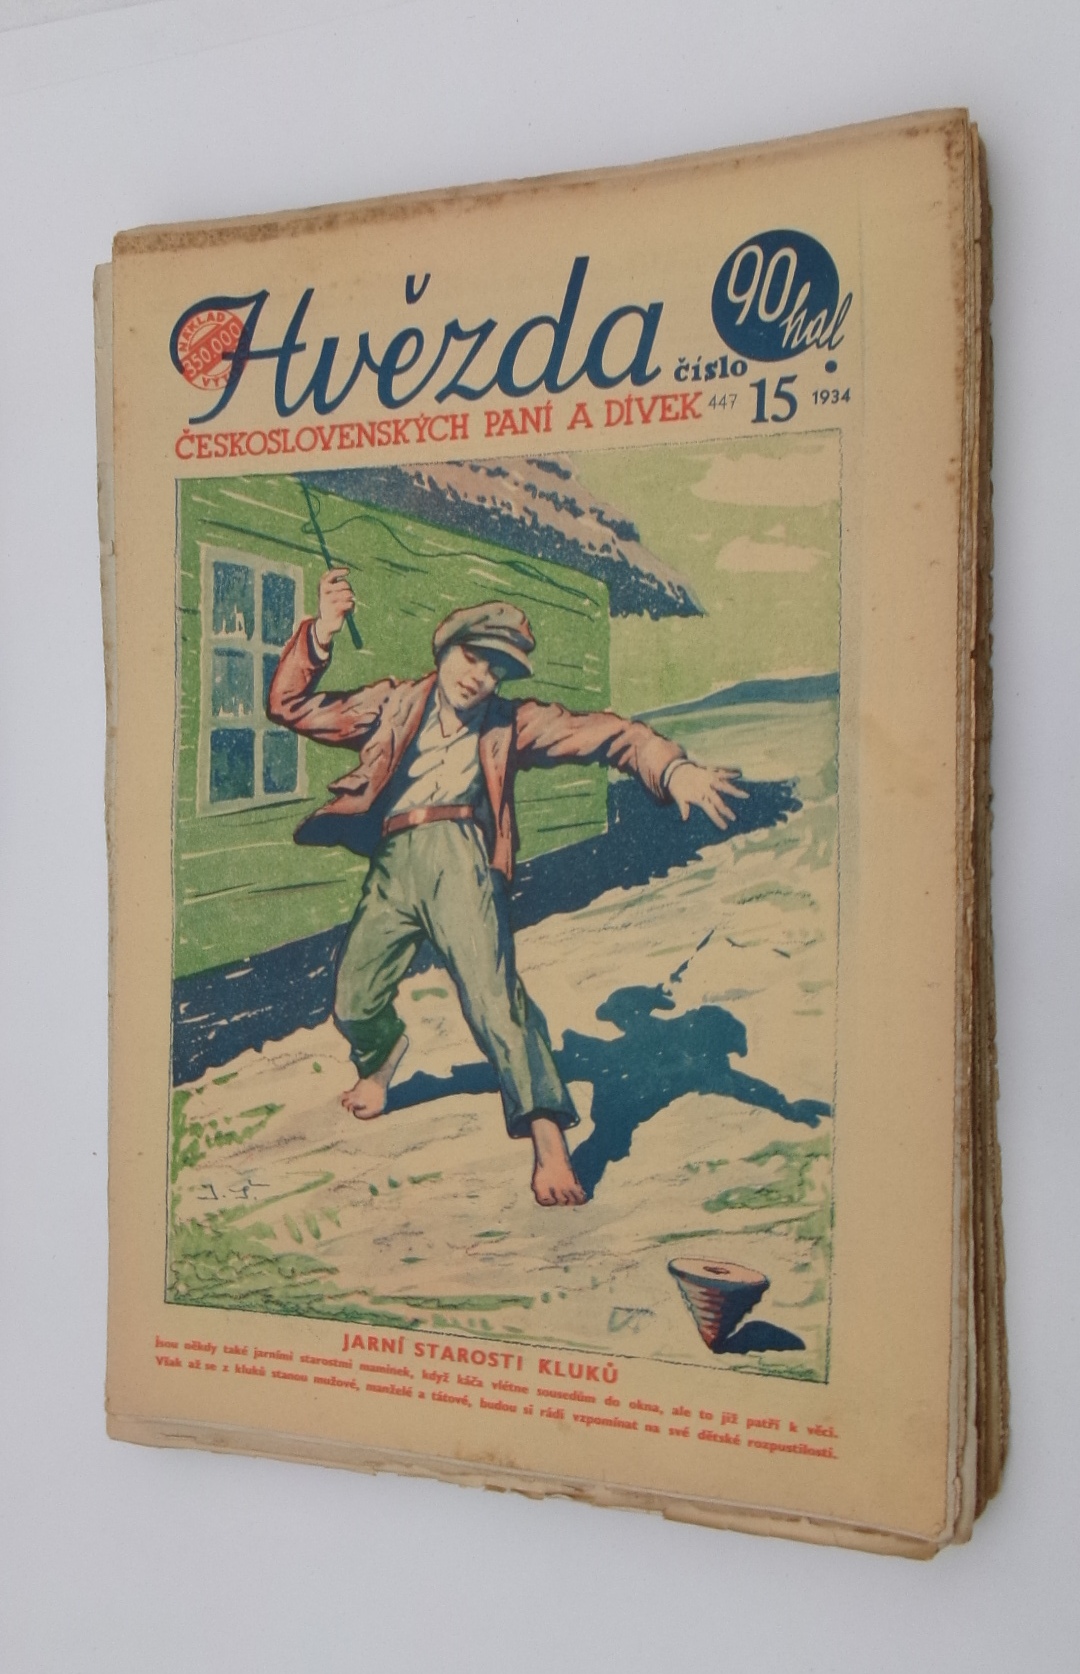 Hvězda
90 hal.
NÁKLAD
350.000
VÝT
číslo
ČESKOSLOVENSKÝCH PANÍ A DÍVEK 447 15 1934
JARNÍ STAROSTI KLUKŮ
Jsou někdy také jarními starostmi maminek, když káča vlétne sousedům do okna, ale to již patří k věci.
Však až se z kluků stanou mužové, manželé a tátové, budou si rádi vzpomínat na své dětské rozpustilosti.